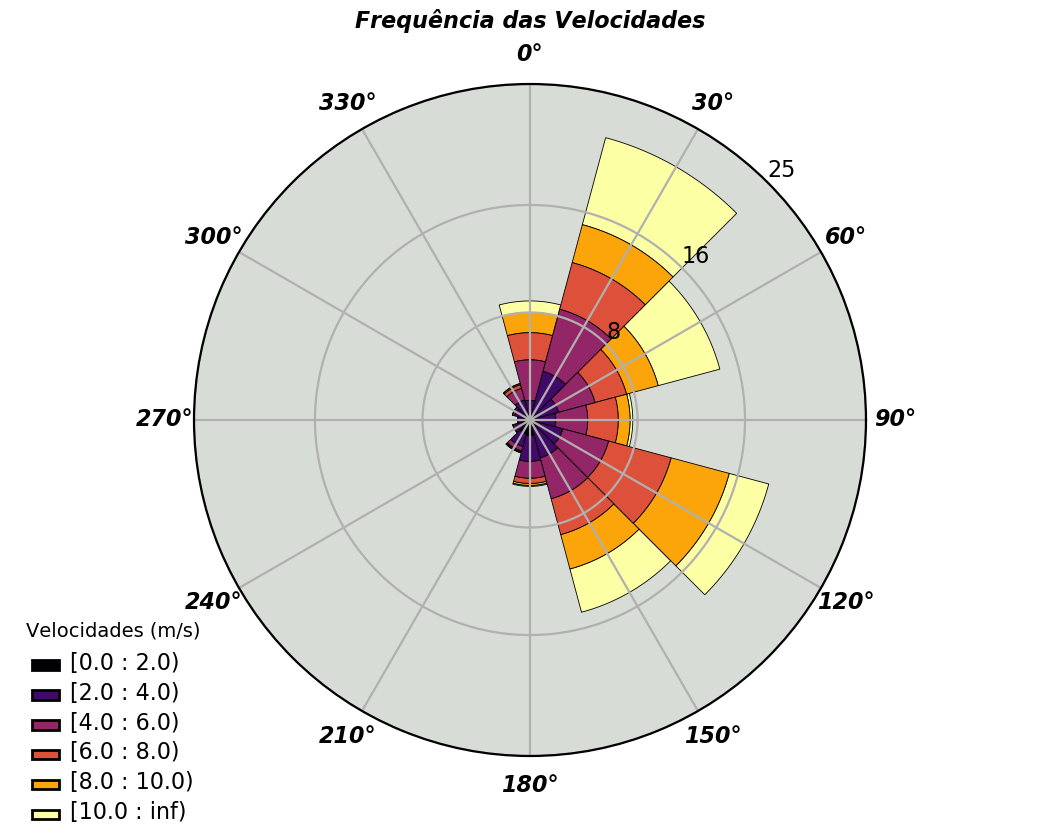 Frequência das Velocidades
0°
330°
30°
25
300°
60°
16
8
270°
90°
240°
120°
210°
150°
180°
Velocidades (m/s)
[0.0 : 2.0)
[2.0 : 4.0)
[4.0 : 6.0)
[6.0 : 8.0)
[8.0 : 10.0)
[10.0 : inf)